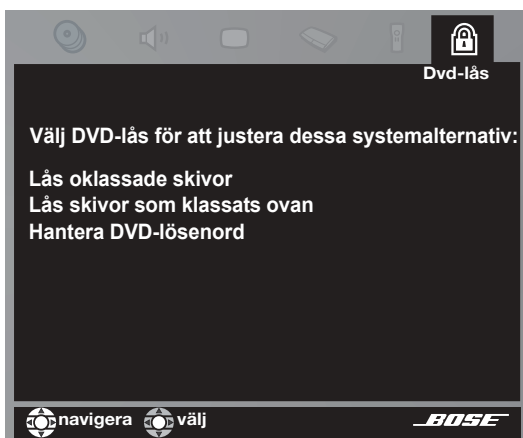 Dvd-lås
Välj DVD-lås för att justera dessa systemalternativ:
Lås oklassade skivor
Lås skivor som klassats ovan
Hantera DVD-lösenord
navigera välj BOSE